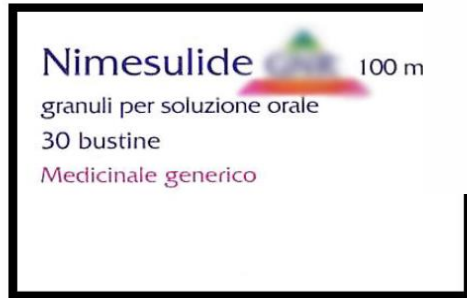 Nimesulide 100 m
granuli per soluzione orale
30 bustine
Medicinale generico